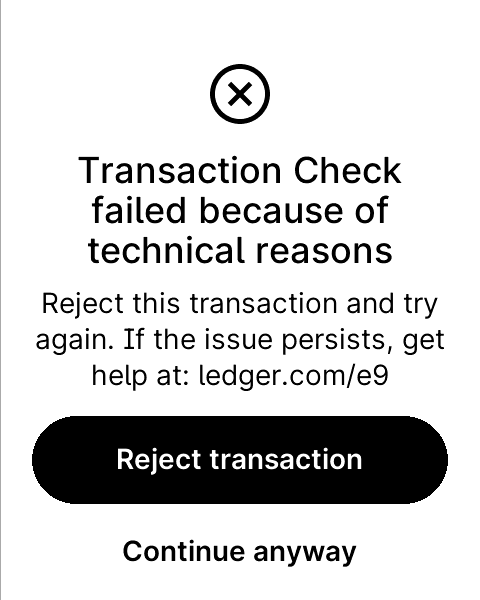 Transaction Check
failed because of
technical reasons
Reject this transaction and try
again. If the issue persists, get
help at: ledger.com/e9
Reject transaction
Continue anyway